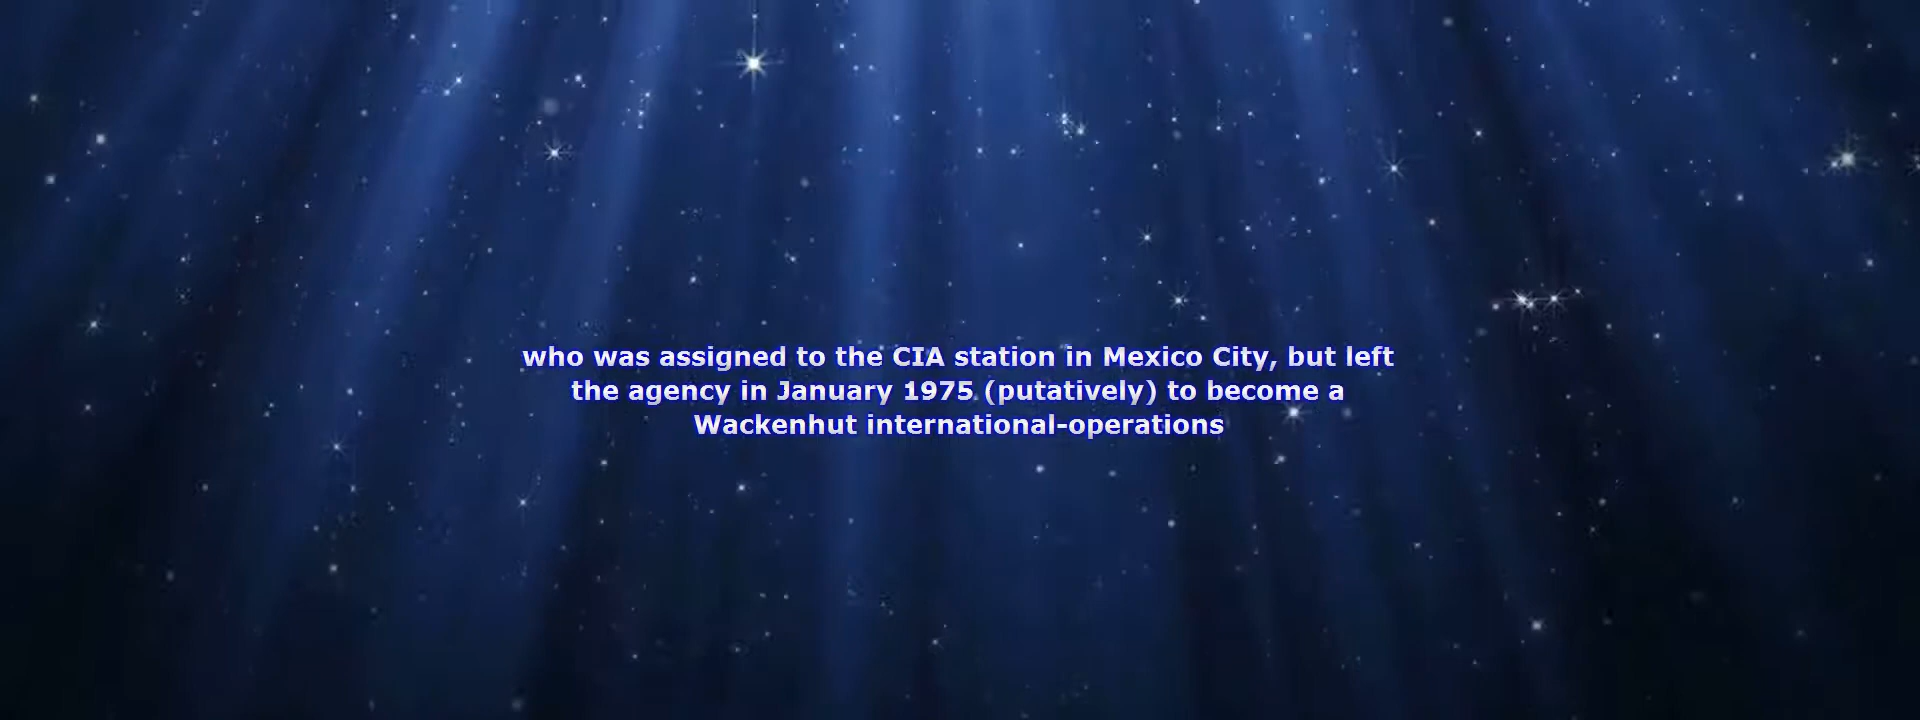 who was assigned to the CIA station in Mexico City, but left
the agency in January 1975 (putatively) to become a
Wackenhut international-operations